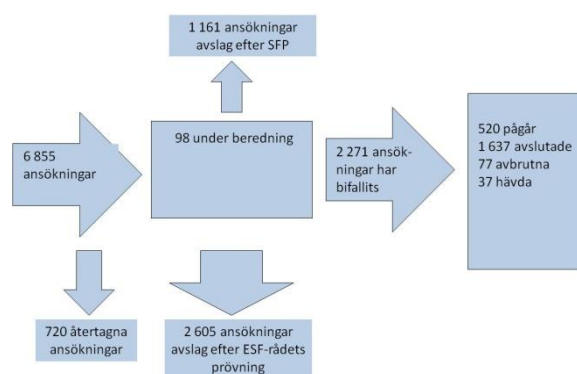 1 161 ansökningar
avslag efter SFP
6 855
ansökningar
98 under beredning
2 271 ansök-
ningar har
bifallits
520 pågår
1 637 avslutade
77 avbrutna
37 hävda
720 återtagna
ansökningar
2 605 ansökningar
avslag efter ESF-rådets
prövning